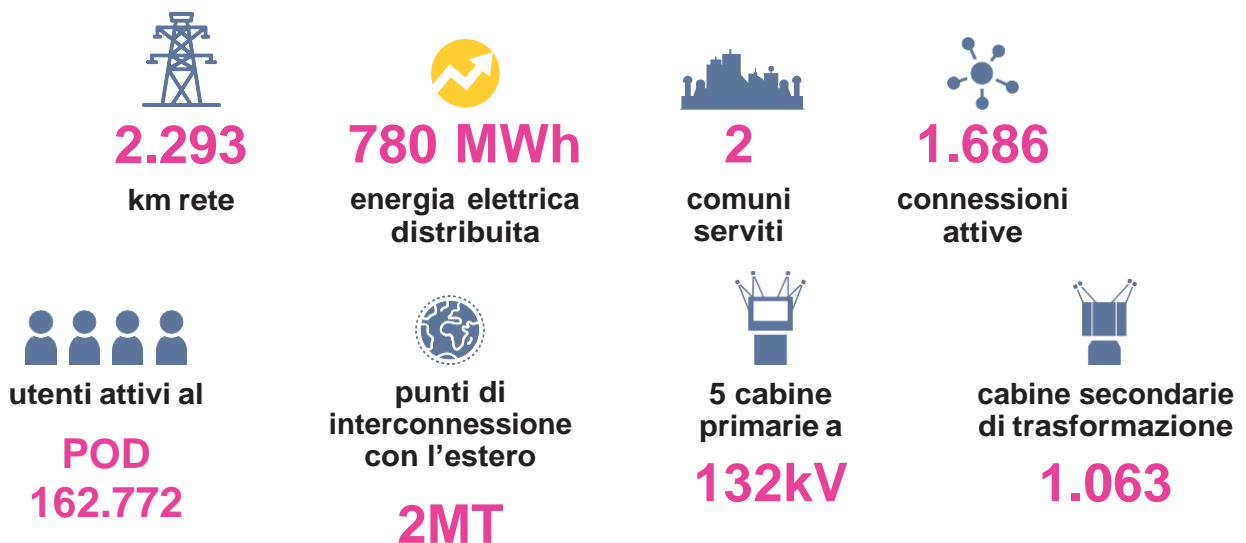 2.293
km rete
780 MWh
energia elettrica
distribuita
2
comuni
serviti
1.686
connessioni
attive
utenti attivi al
POD
162.772
punti di
interconnessione
con l’estero
2MT
5 cabine
primarie a
132kV
cabine secondarie
di trasformazione
1.063